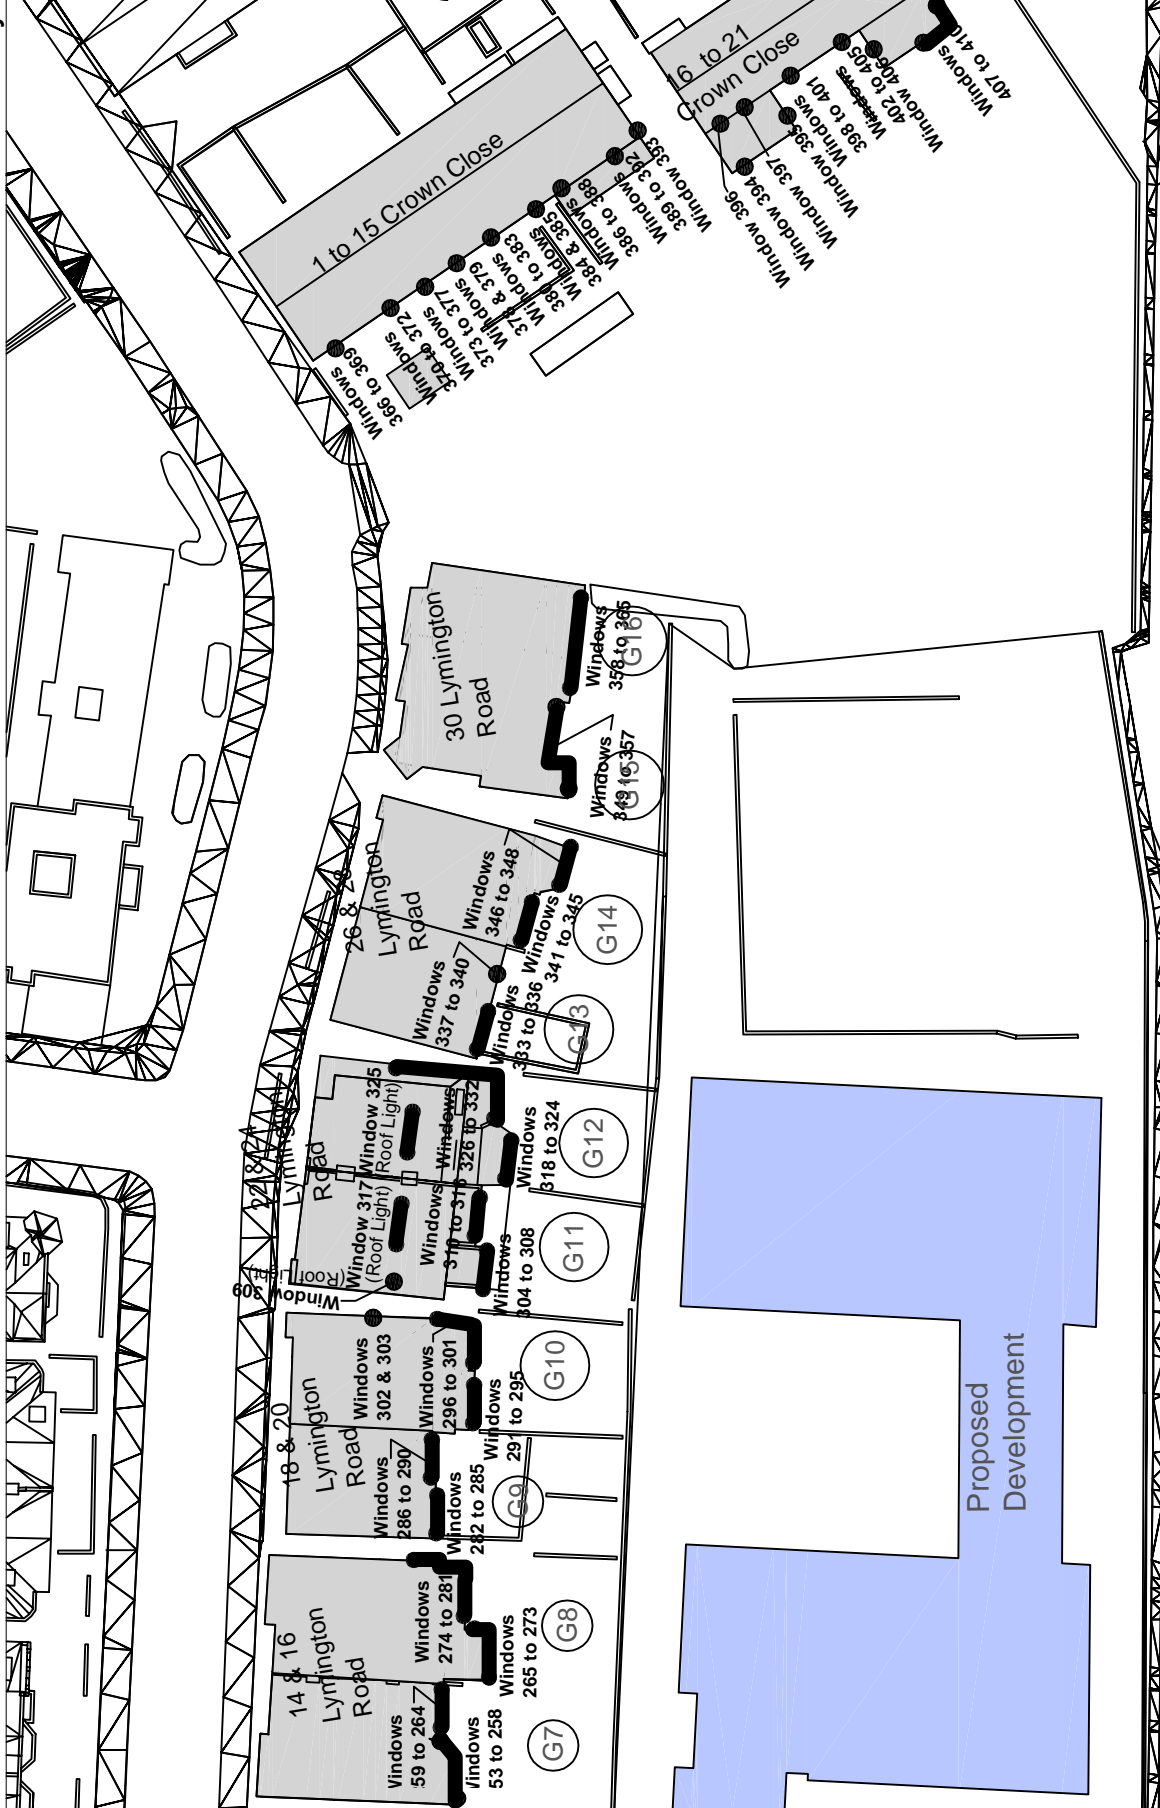 16 to 21
Crown Close
Windows
407 to 410
Window 406
Windows
402 to 405
Windows
398 to 401
Window 395
Window 397
Window 394
Window 396
1 to 15 Crown Close
Window 393
Windows
389 to 392
Windows
386 to 388
Windows
384 & 385
Windows
380 to 383
Windows
378 & 379
Windows
373 to 377
Windows
370 to 372
Windows
366 to 369
30 Lymington
Road
Windows
358 to 365
G16
Windows
349 to 357
G15
26 & 28
Lymington
Road
Windows
346 to 348
Windows
341 to 345
G14
Windows
337 to 340
Windows
333 to 336
G13
22 & 24
Lymington
Road
Window 325
(Roof Light)
Windows
326 to 332
Windows
318 to 324
G12
Window 317
(Roof Light)
Windows
310 to 316
Windows
304 to 308
G11
Window 309
(Roof Light)
18 & 20
Lymington
Road
Windows
302 & 303
Windows
296 to 301
Windows
291 to 295
G10
Windows
286 to 290
Windows
282 to 285
G9
14 & 16
Lymington
Road
Windows
274 to 281
Windows
265 to 273
G8
Windows
59 to 264
Windows
53 to 258
G7
Proposed
Development